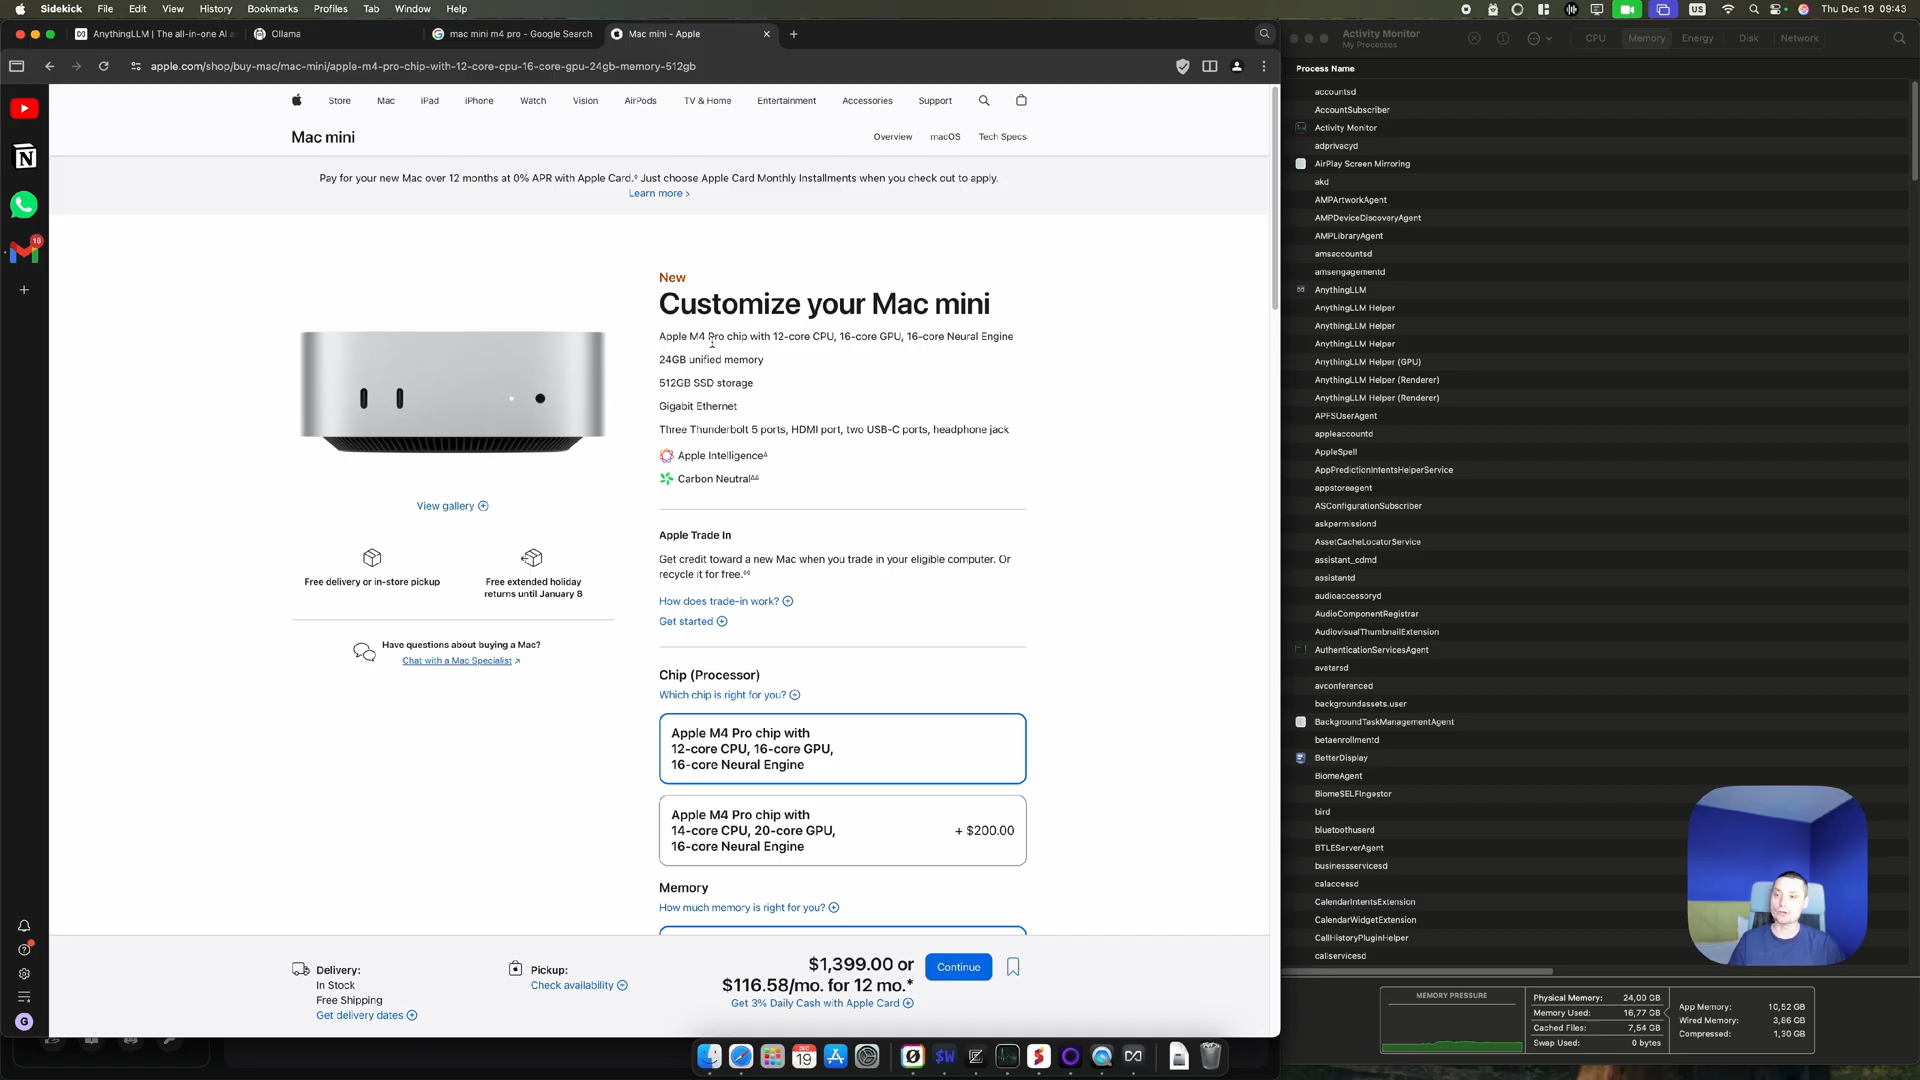 Sidekick File Edit View History Bookmarks Profiles Tab Window Help
US
Thu Dec 19 09:43
AnythingLLM | The all-in-one AI a
Ollama
mac mini m4 pro - Google Search
Mac mini - Apple
apple.com/shop/buy-mac/mac-mini/apple-m4-pro-chip-with-12-core-cpu-16-core-gpu-24gb-memory-512gb
Store Mac iPad iPhone Watch Vision AirPods TV & Home Entertainment Accessories Support
Mac mini
Overview macOS Tech Specs
Pay for your new Mac over 12 months at 0% APR with Apple Card.◊ Just choose Apple Card Monthly Installments when you check out to apply.
Learn more >
18
New
Customize your Mac mini
Apple M4 Pro chip with 12-core CPU, 16-core GPU, 16-core Neural Engine
24GB unified memory
512GB SSD storage
Gigabit Ethernet
Three Thunderbolt 5 ports, HDMI port, two USB-C ports, headphone jack
Apple Intelligence∆
Carbon Neutral∆∆
View gallery
Free delivery or in-store pickup
Free extended holiday
returns until January 8
Have questions about buying a Mac?
Chat with a Mac Specialist ↗
Apple Trade In
Get credit toward a new Mac when you trade in your eligible computer. Or
recycle it for free.◊◊
How does trade-in work?
Get started
Chip (Processor)
Which chip is right for you?
Apple M4 Pro chip with
12-core CPU, 16-core GPU,
16-core Neural Engine
Apple M4 Pro chip with
14-core CPU, 20-core GPU,
16-core Neural Engine
+ $200.00
Memory
How much memory is right for you?
Delivery:
In Stock
Free Shipping
Get delivery dates
Pickup:
Check availability
$1,399.00 or
$116.58/mo. for 12 mo.*
Get 3% Daily Cash with Apple Card
Continue
G
DEC
19
Activity Monitor
My Processes
CPU Memory Energy Disk Network
Process Name
accountsd
AccountSubscriber
Activity Monitor
adprivacyd
AirPlay Screen Mirroring
akd
AMPArtworkAgent
AMPDeviceDiscoveryAgent
AMPLibraryAgent
amsaccountsd
amsengagementd
AnythingLLM
AnythingLLM Helper
AnythingLLM Helper
AnythingLLM Helper
AnythingLLM Helper (GPU)
AnythingLLM Helper (Renderer)
AnythingLLM Helper (Renderer)
APFSUserAgent
appleaccountd
AppleSpell
AppPredictionIntentsHelperService
appstoreagent
ASConfigurationSubscriber
askpermissiond
AssetCacheLocatorService
assistant_cdmd
assistantd
audioaccessoryd
AudioComponentRegistrar
AudiovisualThumbnailExtension
AuthenticationServicesAgent
avatarsd
avconferenced
backgroundassets.user
BackgroundTaskManagementAgent
betaenrollmentd
BetterDisplay
BiomeAgent
BiomeSELFIngestor
bird
bluetoothuserd
BTLEServerAgent
businessservicesd
calaccessd
CalendarIntentsExtension
CalendarWidgetExtension
CallHistoryPluginHelper
callservicesd
MEMORY PRESSURE
Physical Memory: 24,00 GB
Memory Used: 16,77 GB
Cached Files: 7,54 GB
Swap Used: 0 bytes
App Memory: 10,52 GB
Wired Memory: 3,86 GB
Compressed: 1,30 GB